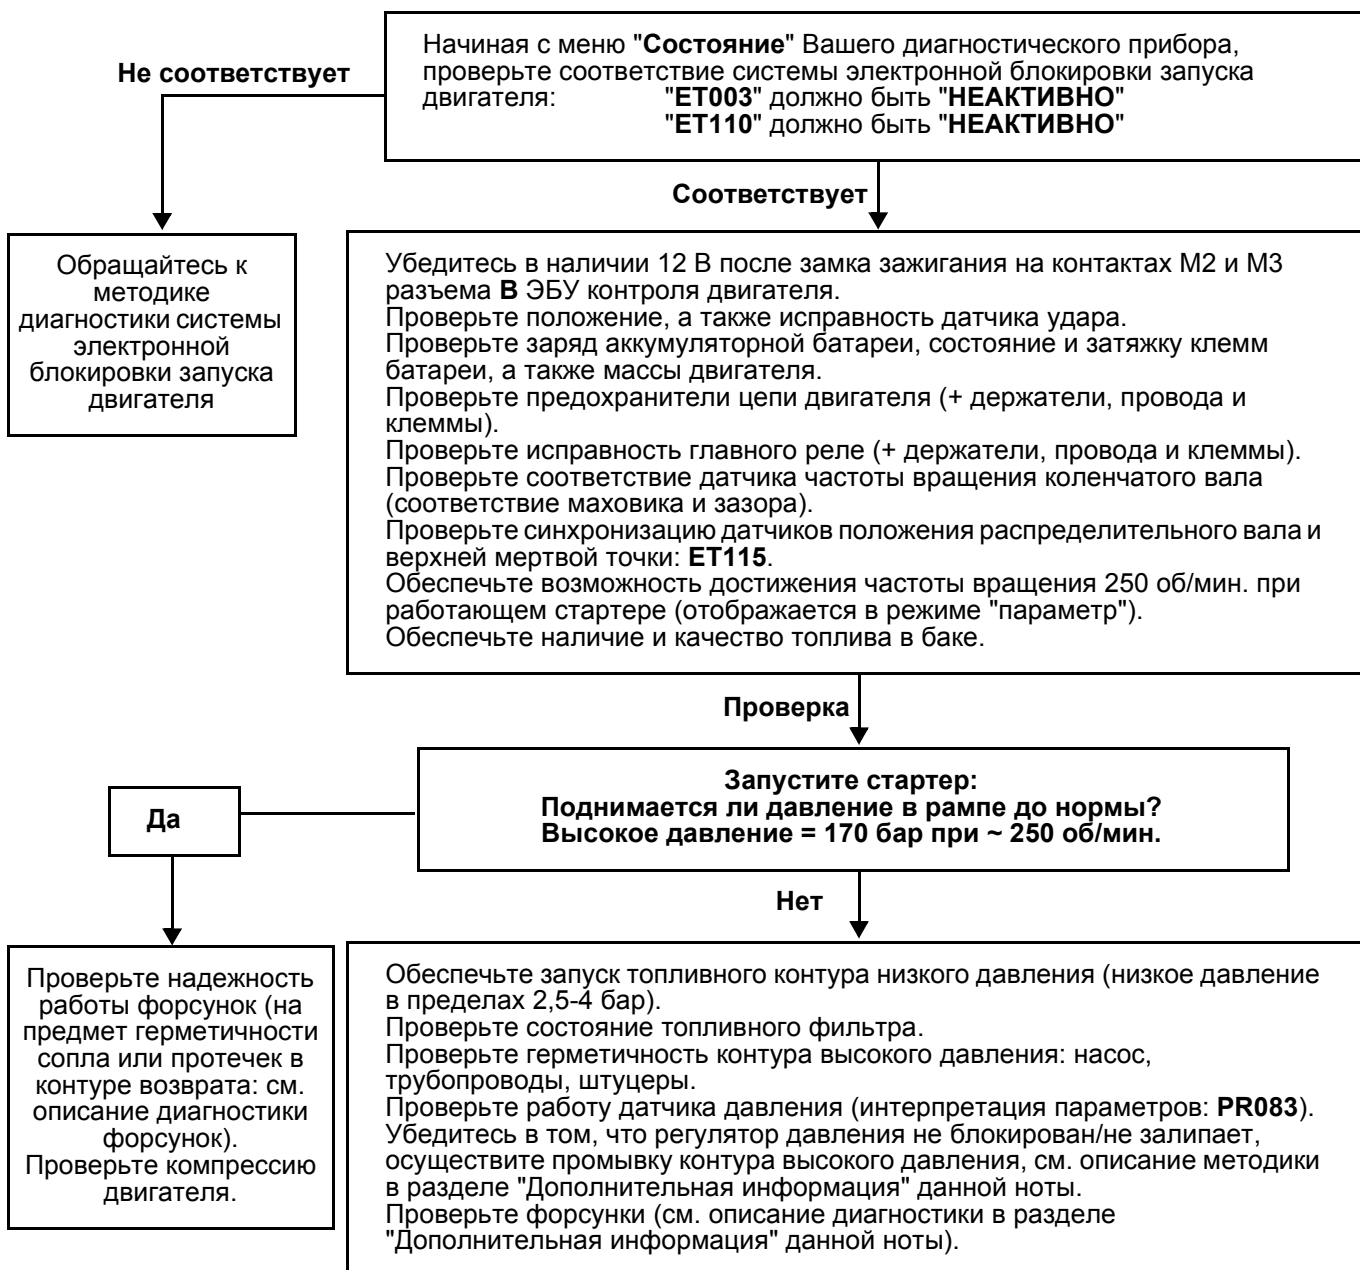 Начиная с меню "Состояние" Вашего диагностического прибора,
проверьте соответствие системы электронной блокировки запуска
двигателя: "ET003" должно быть "НЕАКТИВНО"
"ET110" должно быть "НЕАКТИВНО"
Не соответствует
Соответствует
Обращайтесь к
методике
диагностики системы
электронной
блокировки запуска
двигателя
Убедитесь в наличии 12 В после замка зажигания на контактах М2 и М3
разъема В ЭБУ контроля двигателя.
Проверьте положение, а также исправность датчика удара.
Проверьте заряд аккумуляторной батареи, состояние и затяжку клемм
батареи, а также массы двигателя.
Проверьте предохранители цепи двигателя (+ держатели, провода и
клеммы).
Проверьте исправность главного реле (+ держатели, провода и клеммы).
Проверьте соответствие датчика частоты вращения коленчатого вала
(соответствие маховика и зазора).
Проверьте синхронизацию датчиков положения распределительного вала и
верхней мертвой точки: ET115.
Обеспечьте возможность достижения частоты вращения 250 об/мин. при
работающем стартере (отображается в режиме "параметр").
Обеспечьте наличие и качество топлива в баке.
Проверка
Запустите стартер:
Поднимается ли давление в рампе до нормы?
Высокое давление = 170 бар при ~ 250 об/мин.
Да
Нет
Проверьте надежность
работы форсунок (на
предмет герметичности
сопла или протечек в
контуре возврата: см.
описание диагностики
форсунок).
Проверьте компрессию
двигателя.
Обеспечьте запуск топливного контура низкого давления (низкое давление
в пределах 2,5-4 бар).
Проверьте состояние топливного фильтра.
Проверьте герметичность контура высокого давления: насос,
трубопроводы, штуцеры.
Проверьте работу датчика давления (интерпретация параметров: PR083).
Убедитесь в том, что регулятор давления не блокирован/не залипает,
осуществите промывку контура высокого давления, см. описание методики
в разделе "Дополнительная информация" данной ноты.
Проверьте форсунки (см. описание диагностики в разделе
"Дополнительная информация" данной ноты).